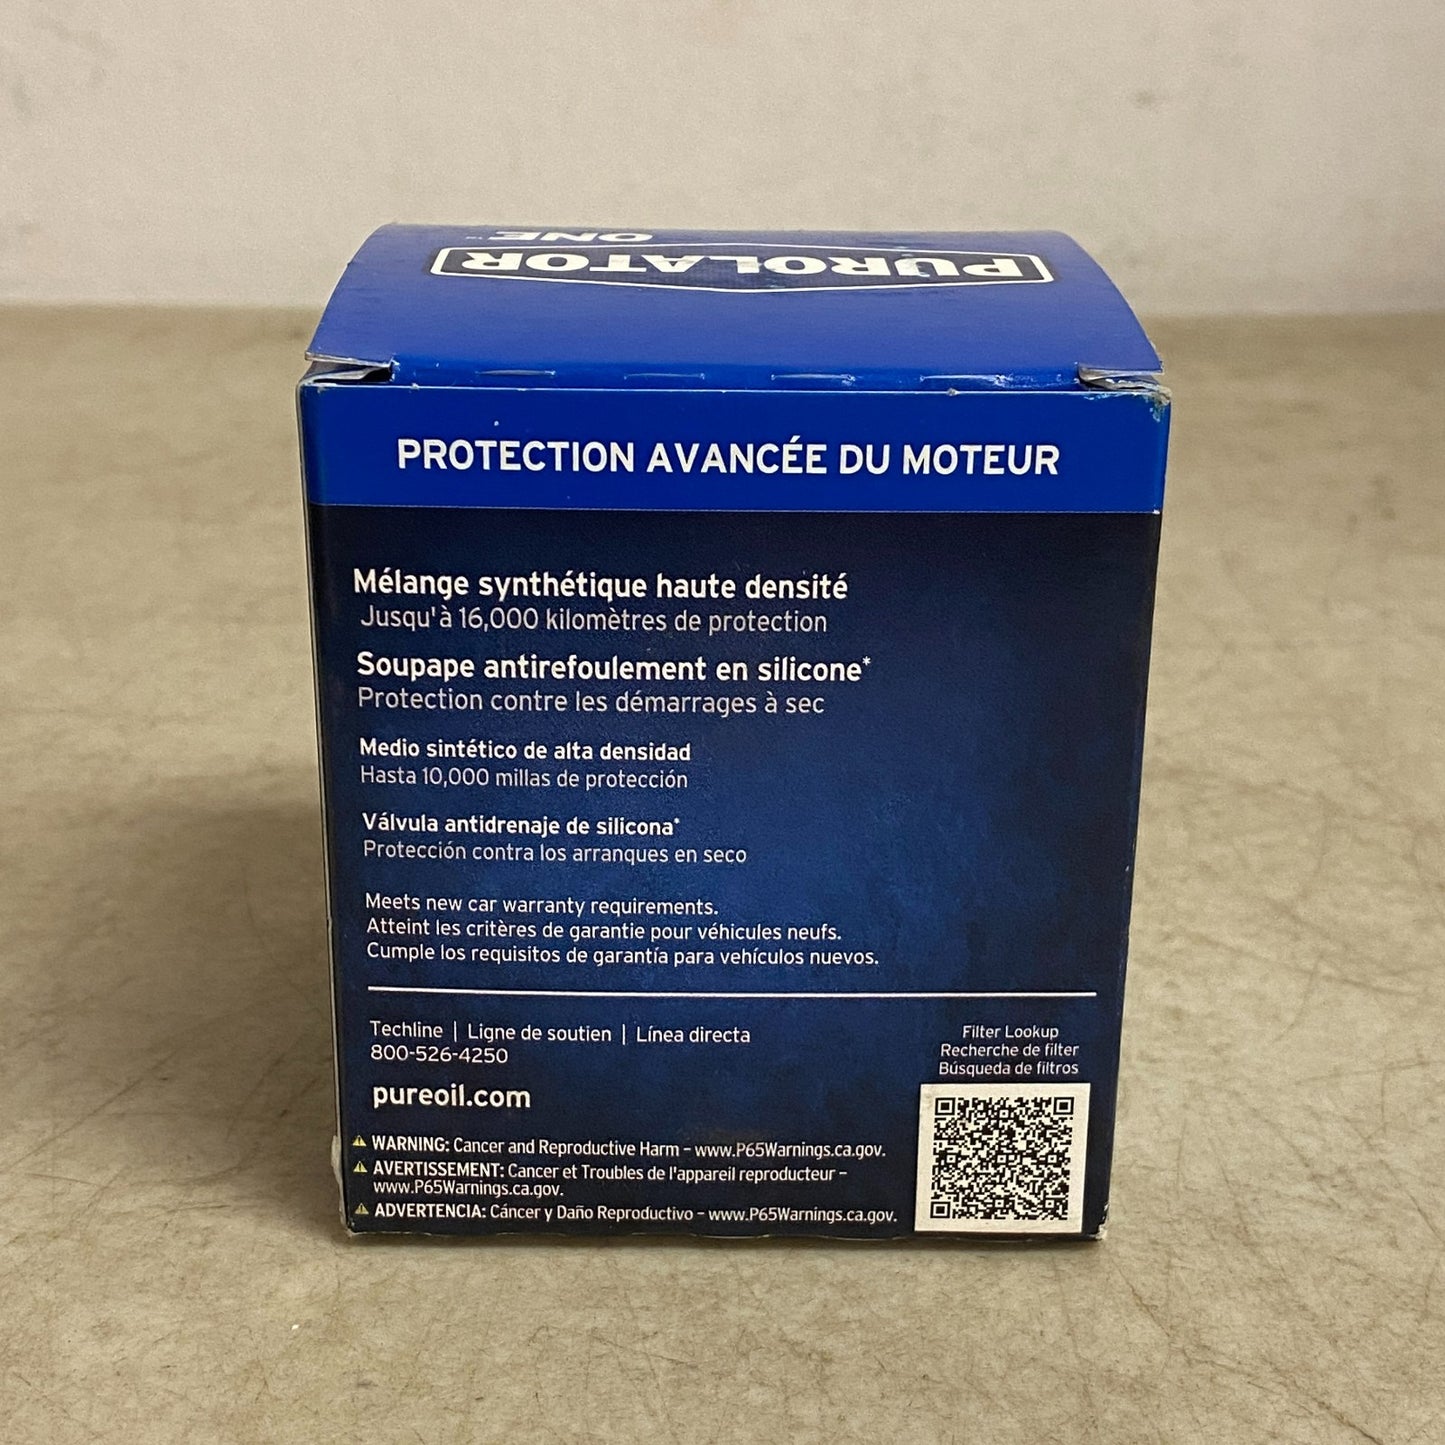 ONE™
PUROLATOR
PROTECTION AVANCÉE DU MOTEUR
Mélange synthétique haute densité
Jusqu'à 16,000 kilomètres de protection
Soupape antirefoulement en silicone*
Protection contre les démarrages à sec
Medio sintético de alta densidad
Hasta 10,000 millas de protección
Válvula antidrenaje de silicona*
Protección contra los arranques en seco
Meets new car warranty requirements.
Atteint les critères de garantie pour véhicules neufs.
Cumple los requisitos de garantía para vehículos nuevos.
Techline | Ligne de soutien | Línea directa
800-526-4250
pureoil.com
Filter Lookup
Recherche de filter
Búsqueda de filtros
⚠ WARNING: Cancer and Reproductive Harm – www.P65Warnings.ca.gov.
⚠ AVERTISSEMENT: Cancer et Troubles de l'appareil reproducteur –
www.P65Warnings.ca.gov.
⚠ ADVERTENCIA: Cáncer y Daño Reproductivo – www.P65Warnings.ca.gov.